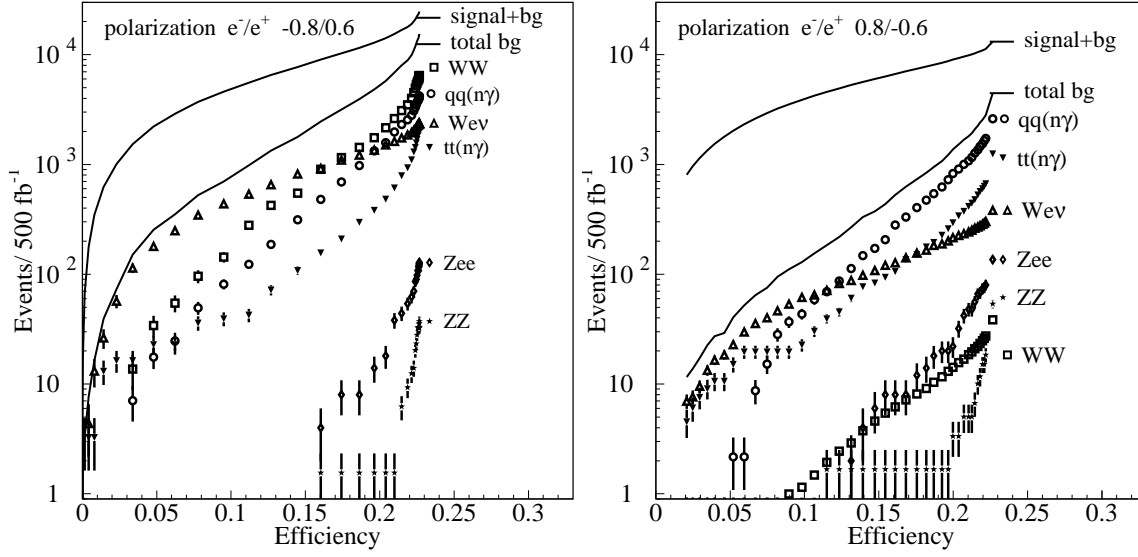 polarization e⁻/e⁺ -0.8/0.6
signal+bg
total bg
WW
qq(nγ)
Weν
tt(nγ)
Zee
ZZ
Events/ 500 fb⁻¹
10⁴
10³
10²
10
1
0 0.05 0.1 0.15 0.2 0.25 0.3
Efficiency
polarization e⁻/e⁺ 0.8/-0.6
signal+bg
total bg
qq(nγ)
tt(nγ)
Weν
Zee
ZZ
WW
Events/ 500 fb⁻¹
10⁴
10³
10²
10
1
0 0.05 0.1 0.15 0.2 0.25 0.3
Efficiency